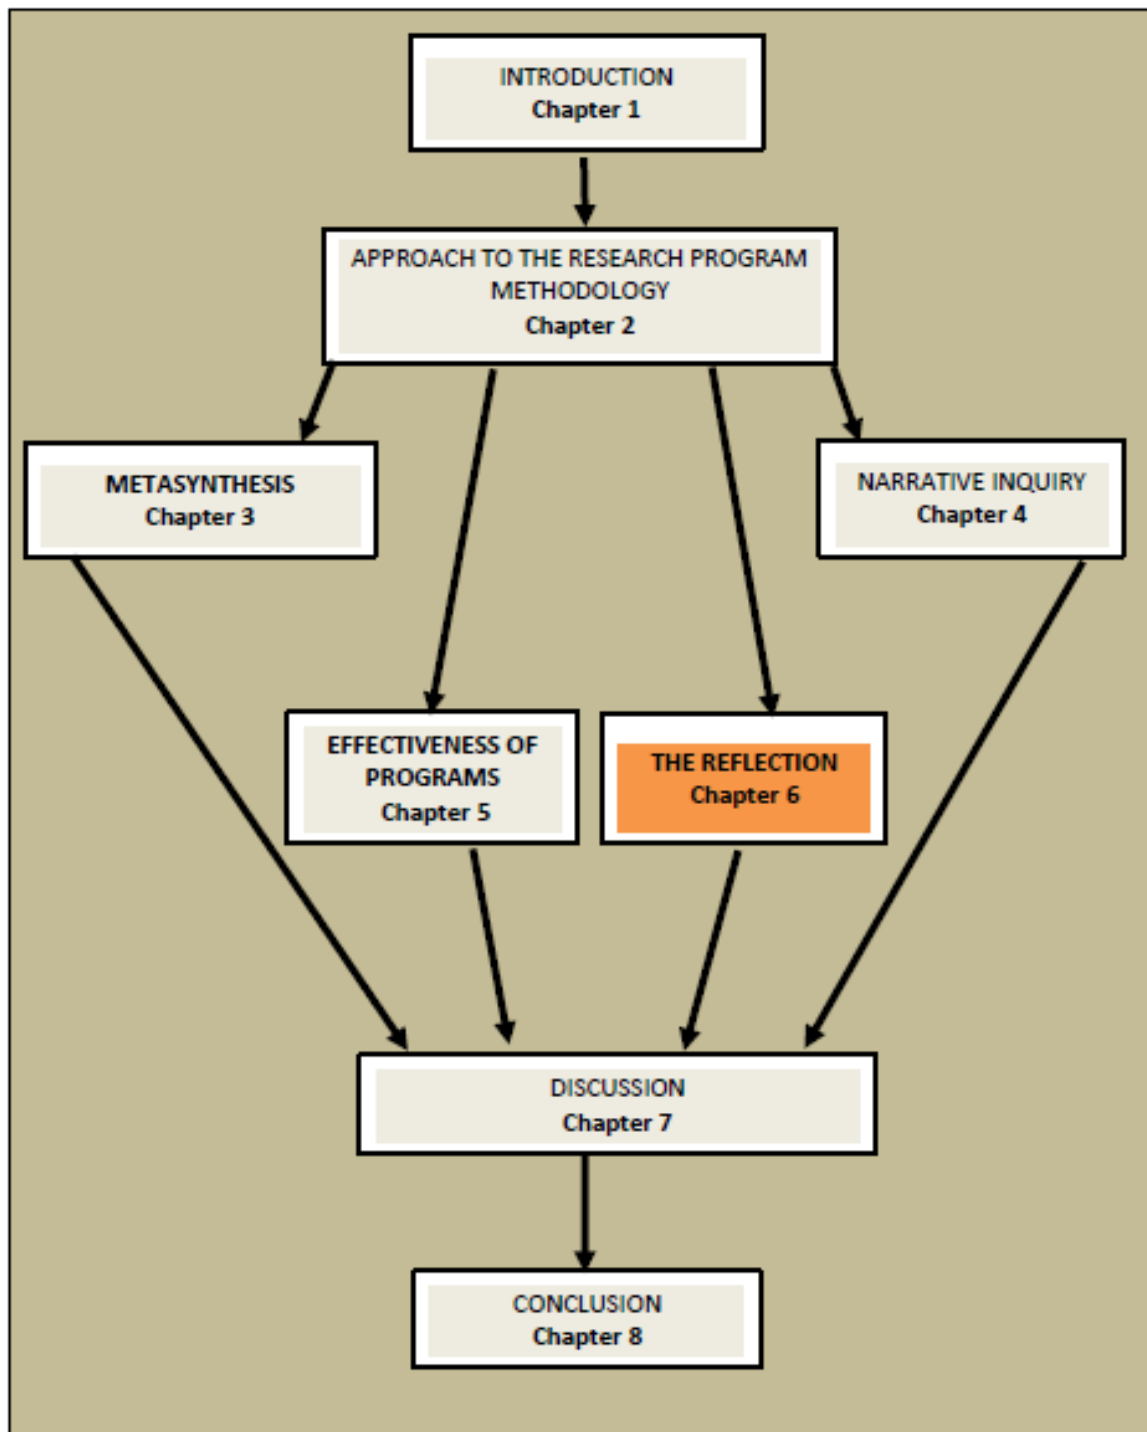 INTRODUCTION
Chapter 1
APPROACH TO THE RESEARCH PROGRAM
METHODOLOGY
Chapter 2
METASYNTHESIS
Chapter 3
NARRATIVE INQUIRY
Chapter 4
EFFECTIVENESS OF
PROGRAMS
Chapter 5
THE REFLECTION
Chapter 6
DISCUSSION
Chapter 7
CONCLUSION
Chapter 8